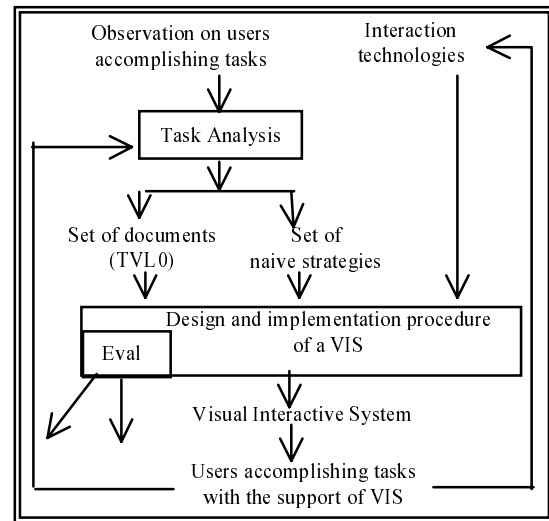 Observation on users
accomplishing tasks
Interaction
technologies
Task Analysis
Set of documents
(TVL0)
Set of
naive strategies
Design and implementation procedure
of a VIS
Eval
Visual Interactive System
Users accomplishing tasks
with the support of VIS